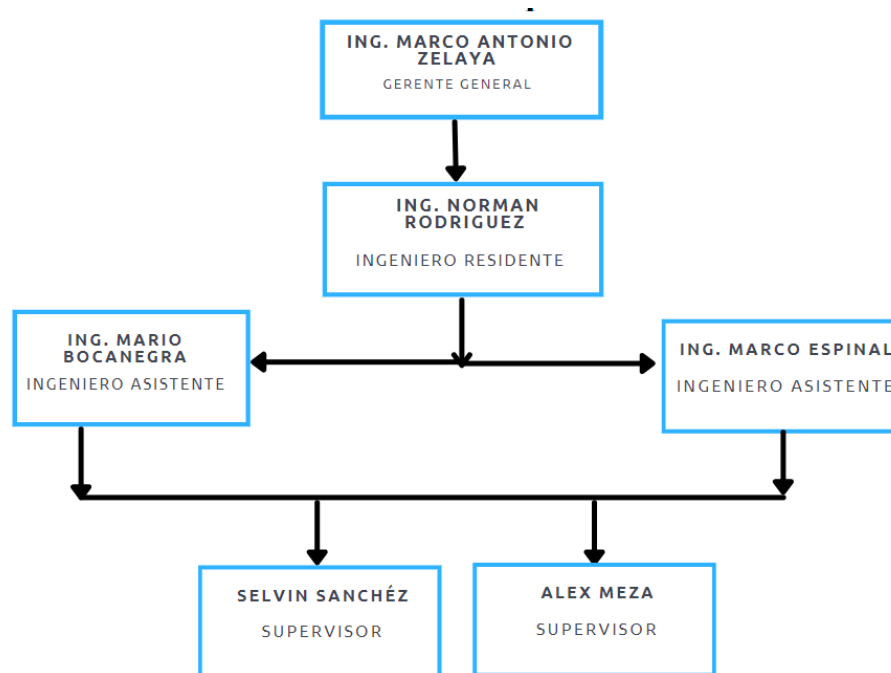 ING. MARCO ANTONIO
ZELAYA
GERENTE GENERAL
ING. NORMAN
RODRIGUEZ
INGENIERO RESIDENTE
ING. MARIO
BOCANEGRA
INGENIERO ASISTENTE
ING. MARCO ESPINAL
INGENIERO ASISTENTE
SELVIN SANCHÉZ
SUPERVISOR
ALEX MEZA
SUPERVISOR